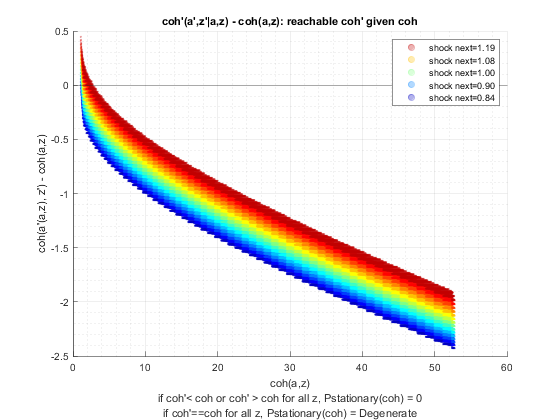 coh'(a',z'|a,z) - coh(a,z): reachable coh' given coh
0.5
0
-0.5
-1
-1.5
-2
-2.5
coh(a'(a,z), z') - coh(a,z)
shock next=1.19
shock next=1.08
shock next=1.00
shock next=0.90
shock next=0.84
0 10 20 30 40 50 60
coh(a,z)
if coh'< coh or coh' > coh for all z, Pstationary(coh) = 0
if coh'==coh for all z, Pstationary(coh) = Degenerate